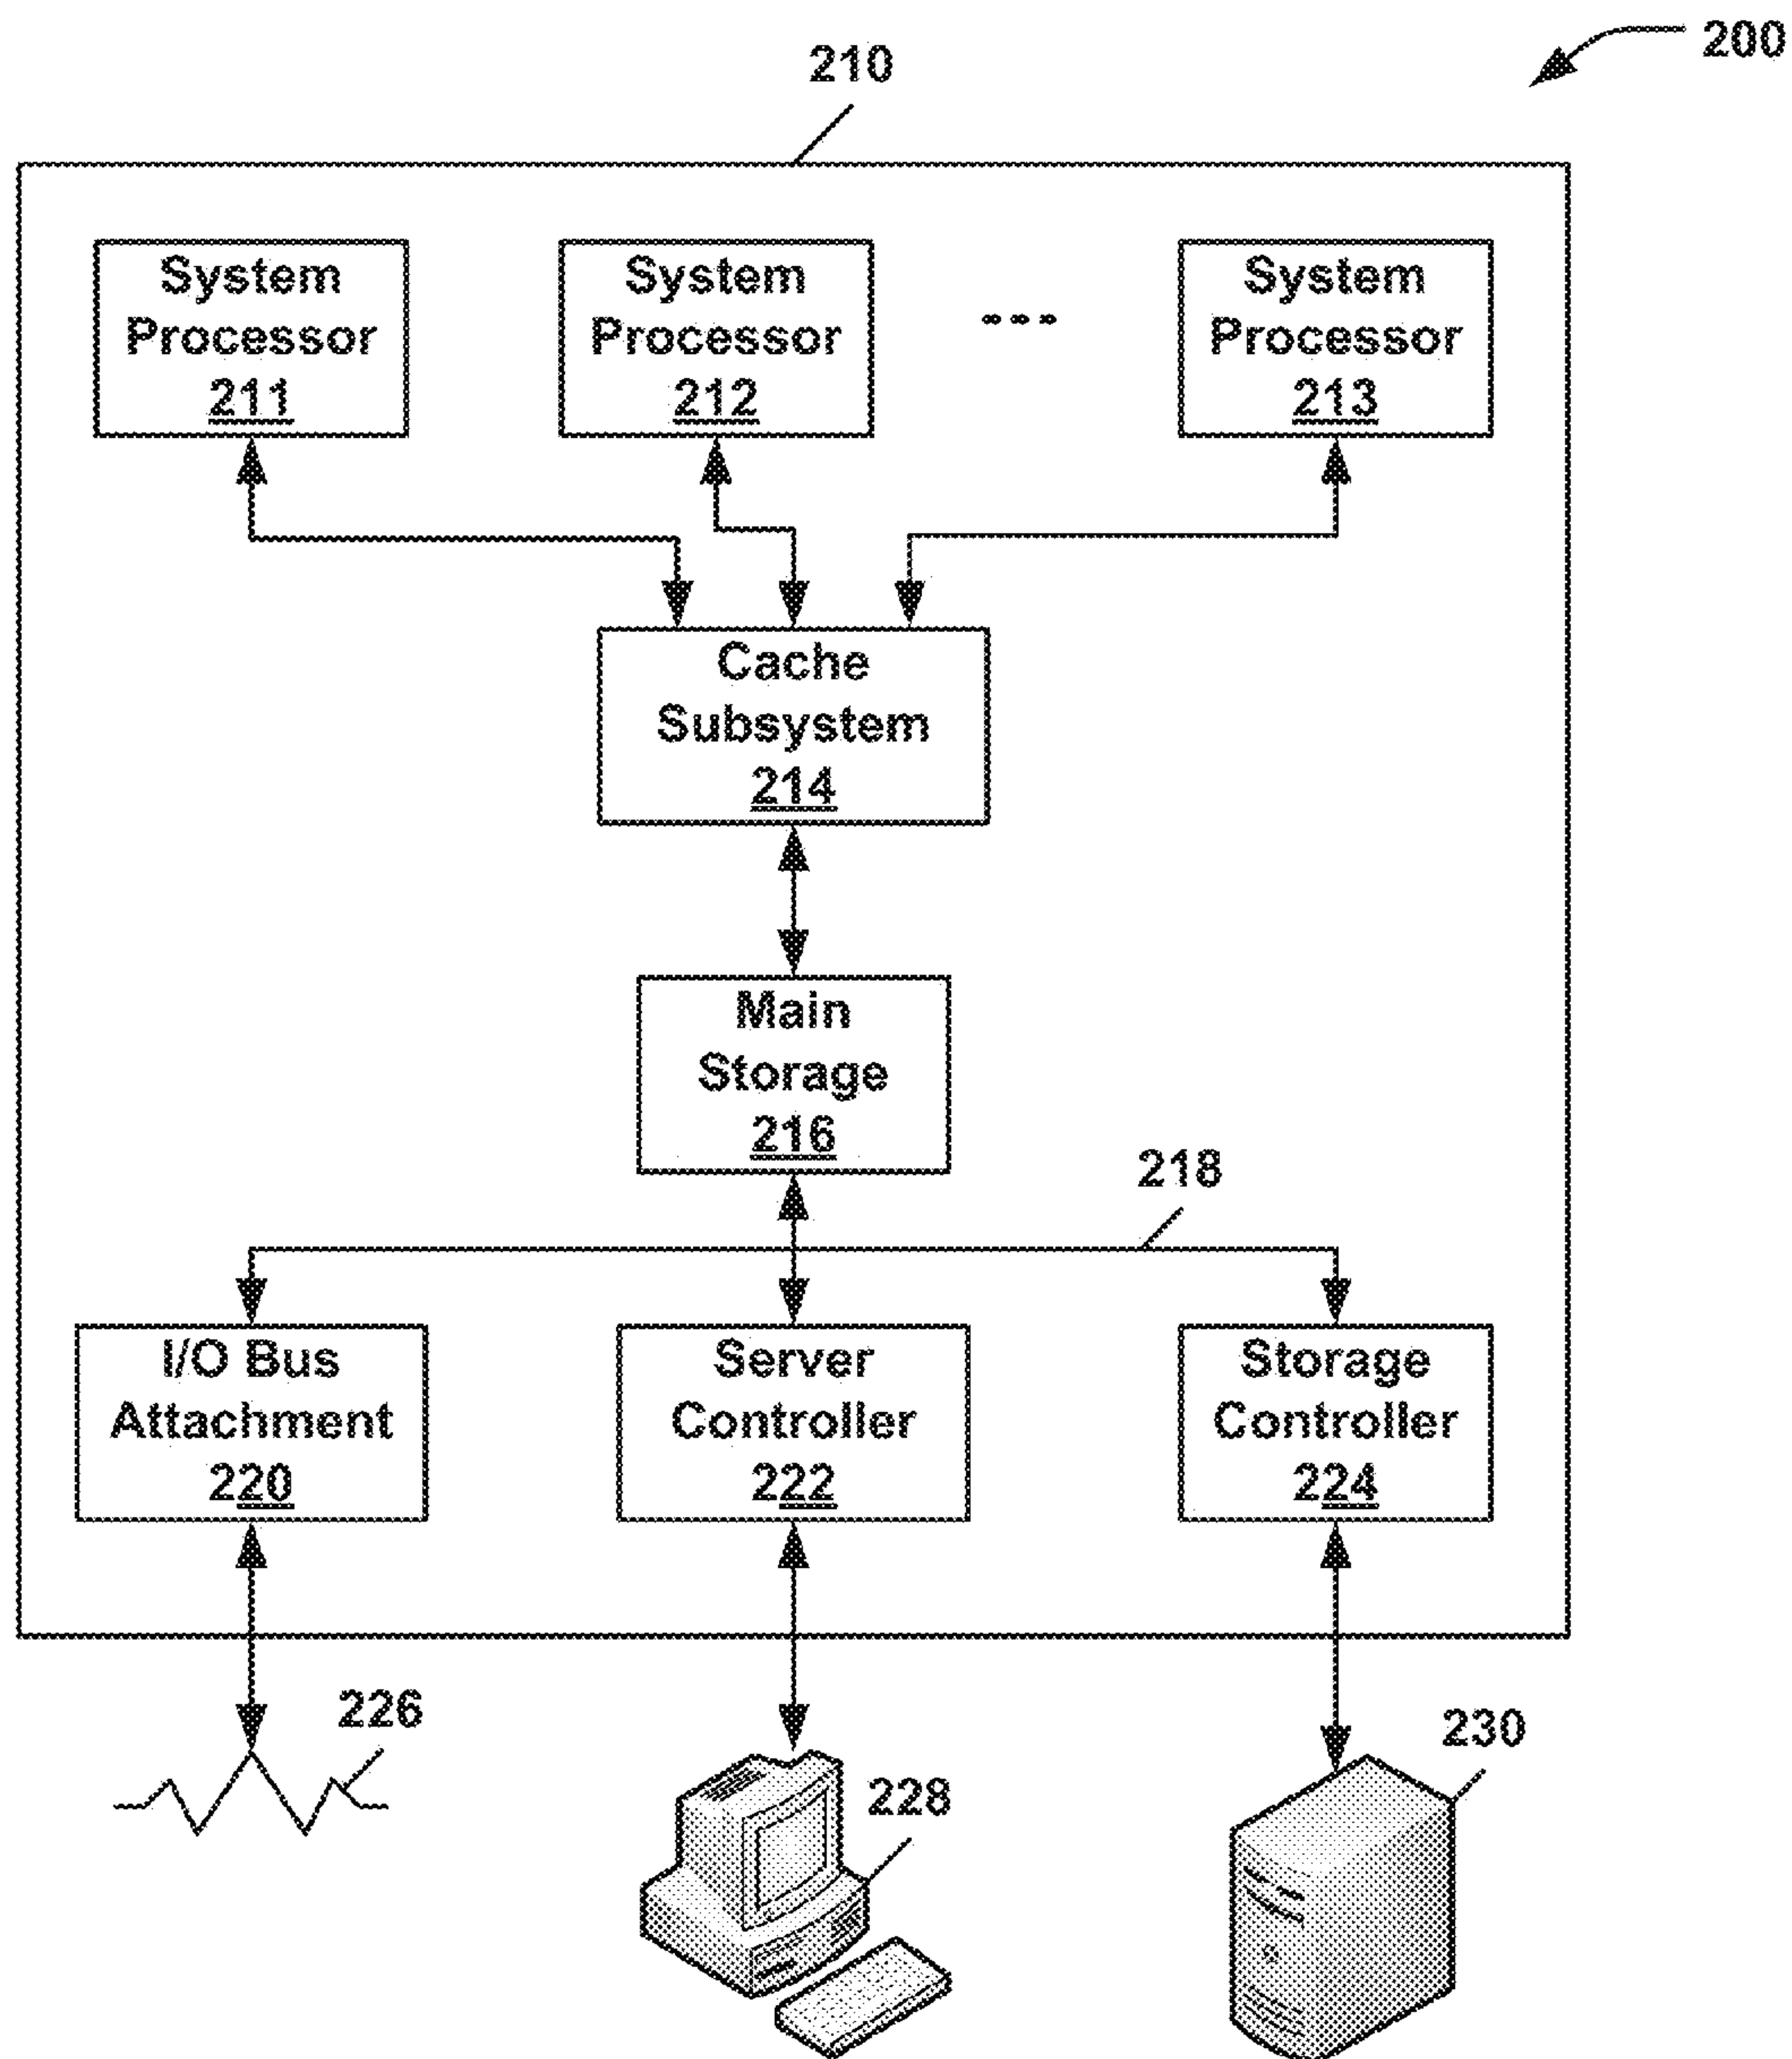 200
210
System
Processor
211
System
Processor
212
...
System
Processor
213
Cache
Subsystem
214
Main
Storage
216
218
I/O Bus
Attachment
220
Server
Controller
222
Storage
Controller
224
226
228
230